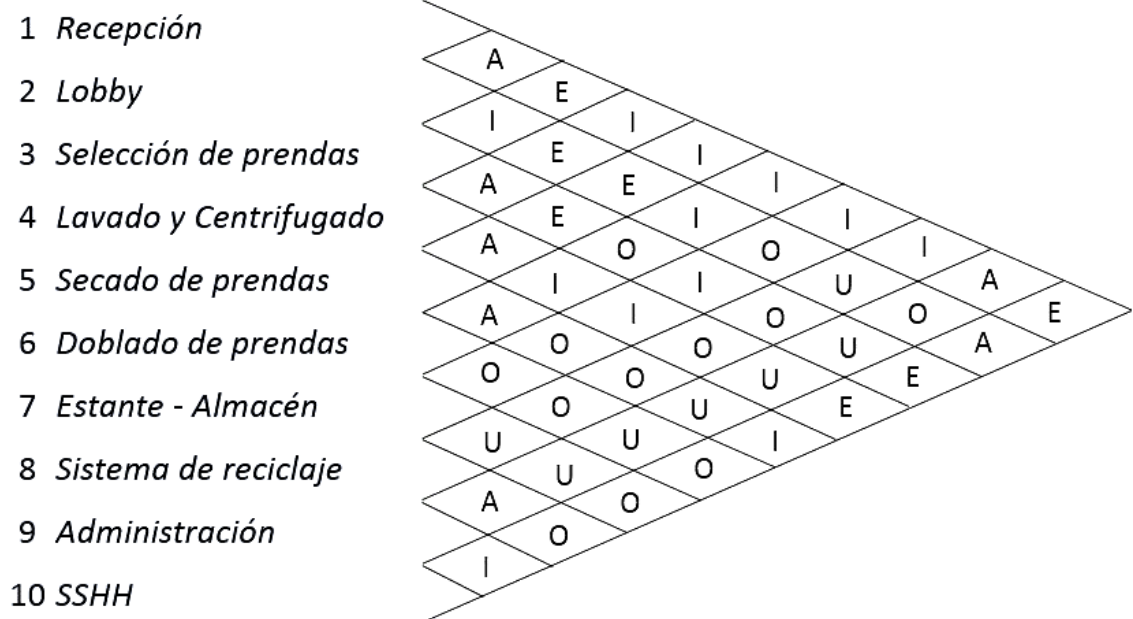 1 Recepción
2 Lobby
3 Selección de prendas
4 Lavado y Centrifugado
5 Secado de prendas
6 Doblado de prendas
7 Estante - Almacén
8 Sistema de reciclaje
9 Administración
10 SSHH
A
E
I I
E I
A E I
E I I
A O O I
I I U A
A I O O E
O O U A
O O U E
O U E
U U I
U O
A O
O
I